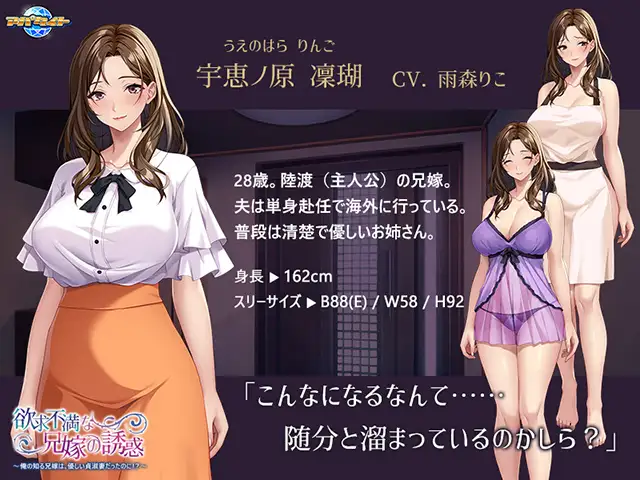 アパダイト
うえのはら りんご
宇恵ノ原 凜瑚 CV. 雨森りこ
28歳。陸渡（主人公）の兄嫁。
夫は単身赴任で海外に行っている。
普段は清楚で優しいお姉さん。
身長 ▶ 162cm
スリーサイズ ▶ B88(E) / W58 / H92
「こんなになるなんて……
随分と溜まっているのかしら？」
欲求不満な
兄嫁の誘惑
～俺の知る兄嫁は、優しい貞淑妻だったのに!?～